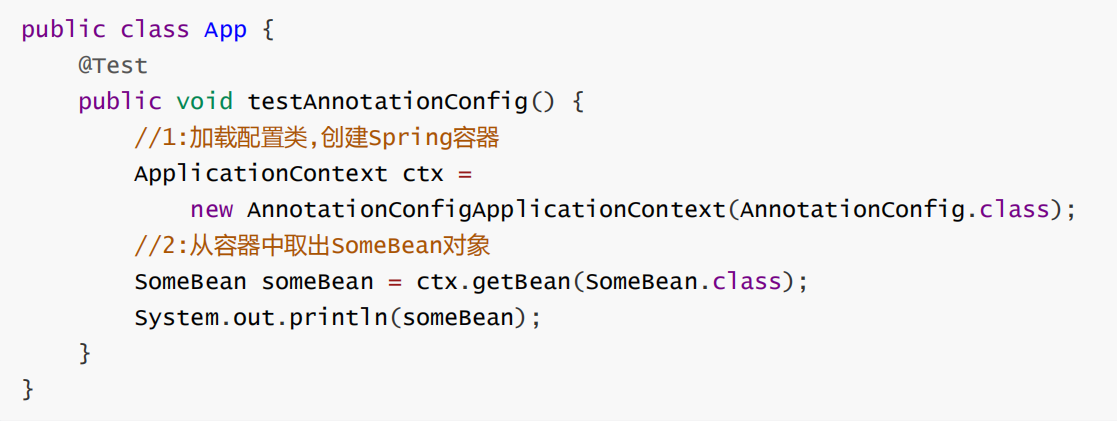 public class App {
    @Test
    public void testAnnotationConfig() {
        //1:加载配置类,创建Spring容器
        ApplicationContext ctx =
            new AnnotationConfigApplicationContext(AnnotationConfig.class);
        //2:从容器中取出SomeBean对象
        SomeBean someBean = ctx.getBean(SomeBean.class);
        System.out.println(someBean);
    }
}